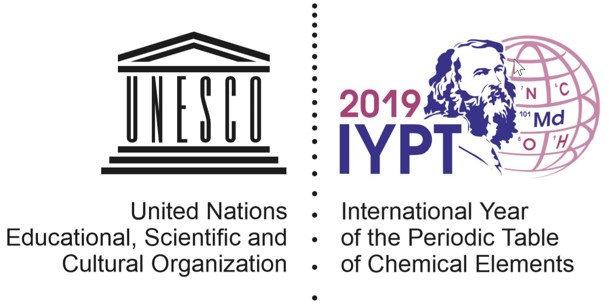 UNESCO
United Nations
Educational, Scientific and
Cultural Organization
2019
IYPT
N C
101 Md
O H
International Year
of the Periodic Table
of Chemical Elements